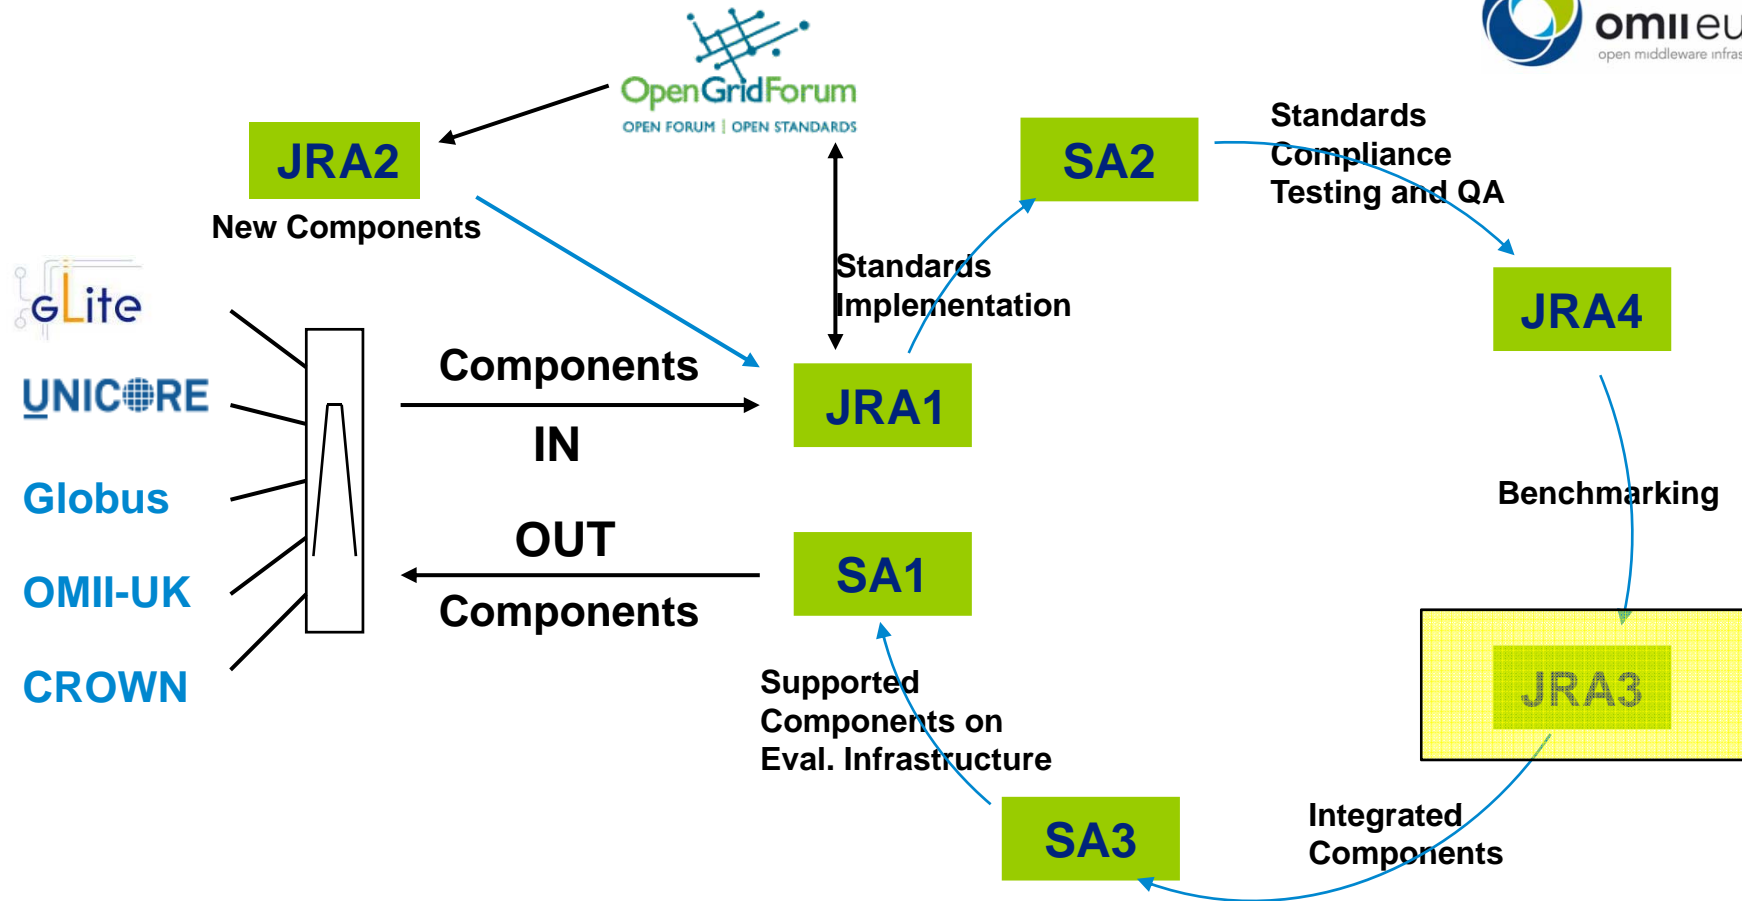 OpenGridForum
OPEN FORUM | OPEN STANDARDS
omii eu
open middleware infras
JRA2
New Components
SA2
Standards
Compliance
Testing and QA
gLite
UNICORE
Globus
OMII-UK
CROWN
Components
IN
OUT
Components
Standards
Implementation
JRA1
JRA4
Benchmarking
SA1
Supported
Components on
Eval. Infrastructure
JRA3
SA3
Integrated
Components